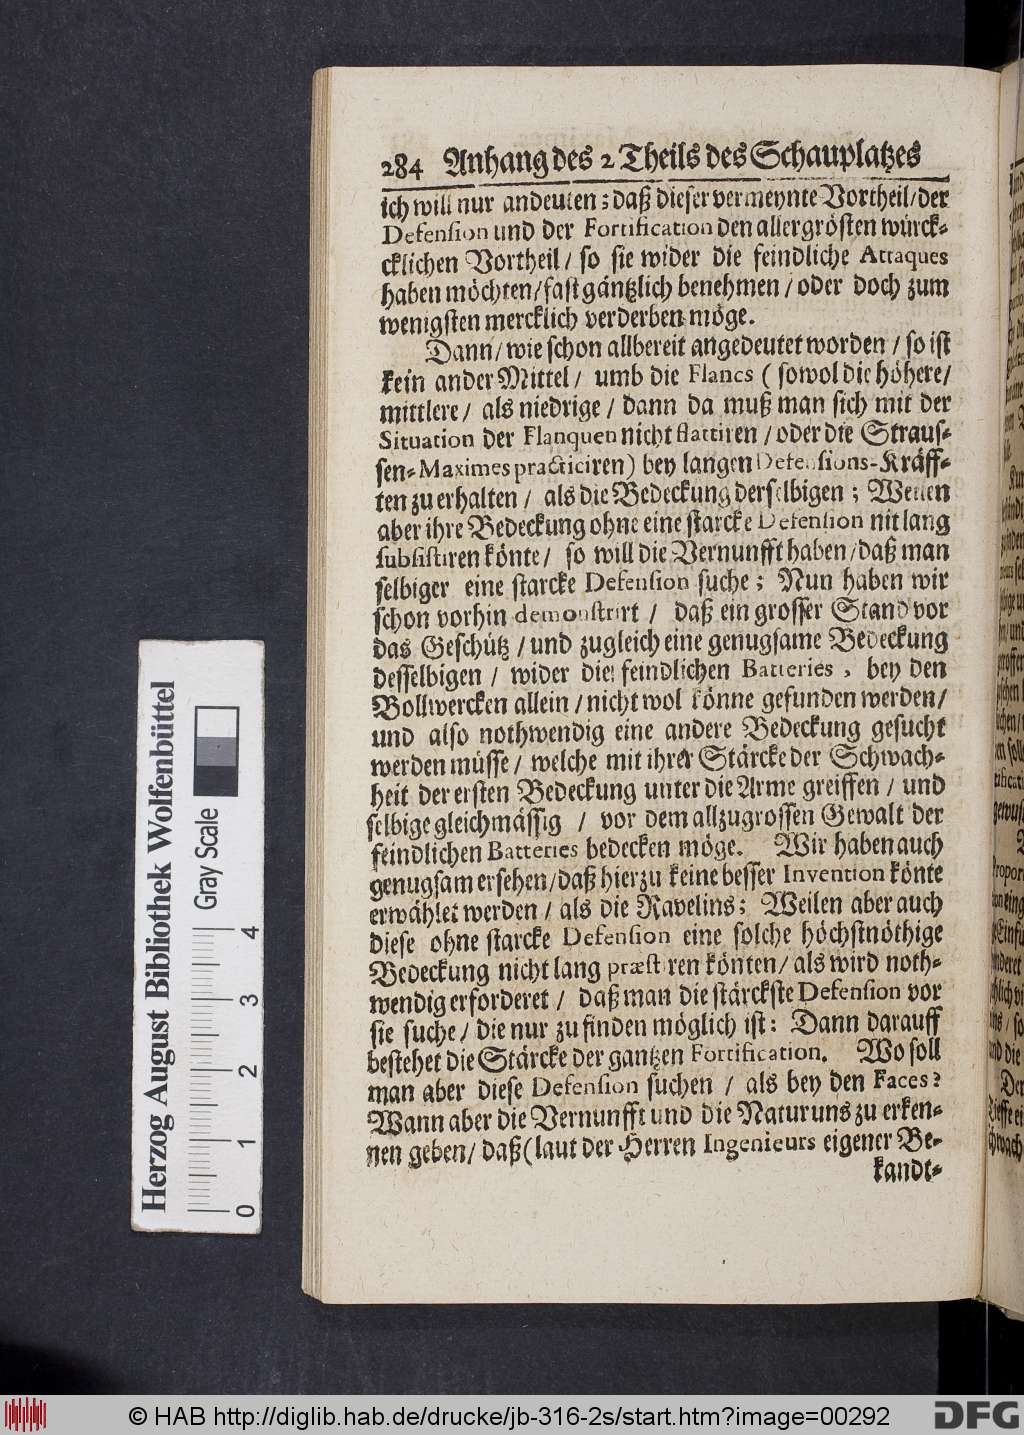 284 Anhang des 2 Theils des Schauplatzes
ich will nur andeuten; daß dieser vermeynte Vortheil/der
Defension und der Fortification den allergrösten würck-
cklichen Vortheil/ so sie wider die feindliche Attaques
haben möchten/fast gäntzlich benehmen/oder doch zum
wenigsten mercklich verderben möge.
Dann/wie schon allbereit angedeutet worden/so ist
kein ander Mittel/ umb die Flancs (sowol die höhere/
mittlere/ als niedrige/ dann da muß man sich mit der
Situation der Flanquen nicht flattiren/oder die Straus-
sen-Maximes practiciren) bey langen Defensions-Kräff-
ten zu erhalten/ als die Bedeckung derselbigen; Weilen
aber ihre Bedeckung ohne eine starcke Defension nit lang
subsistiren könte/ so will die Vernunfft haben/daß man
selbiger eine starcke Defension suche; Nun haben wir
schon vorhin demonstrirt/ daß ein grosser Stand vor
das Geschütz/und zugleich eine genugsame Bedeckung
desselbigen/ wider die feindlichen Batteries, bey den
Bollwercken allein/nicht wol könne gefunden werden/
und also nothwendig eine andere Bedeckung gesucht
werden müsse/ welche mit ihrer Stärcke der Schwach-
heit der ersten Bedeckung unter die Arme greiffen/ und
selbige gleichmässig / vor dem allzugrossen Gewalt der
feindlichen Batteries bedecken möge. Wir haben auch
genugsam ersehen/daß hierzu keine besser Invention könte
erwählet werden/ als die Ravelins; Weilen aber auch
diese ohne starcke Defension eine solche höchstnöthige
Bedeckung nicht lang præstiren könten/als wird noth-
wendig erforderet/ daß man die stärckste Defension vor
sie suche/die nur zu finden möglich ist: Dann darauff
bestehet die Stärcke der gantzen Fortification. Wo soll
man aber diese Defension suchen/ als bey den Faces?
Wann aber die Vernunfft und die Natur uns zu erken-
nen geben/daß(laut der Herren Ingenieurs eigener Be-
kandt-
Herzog August Bibliothek Wolfenbüttel
Gray Scale
0 1 2 3 4
© HAB http://diglib.hab.de/drucke/jb-316-2s/start.htm?image=00292
DFG